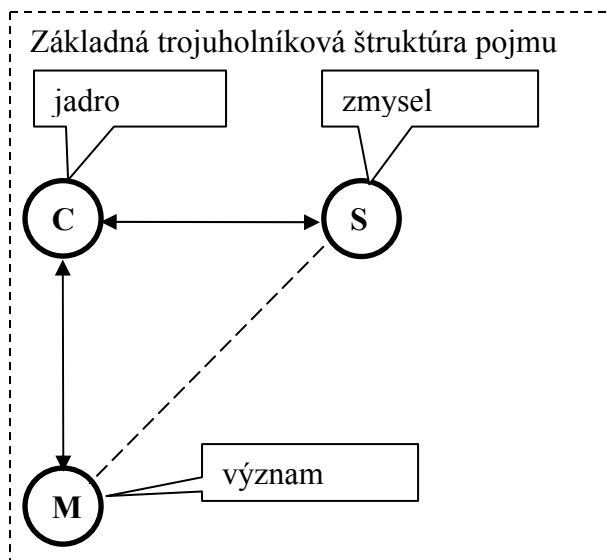 Základná trojuholníková štruktúra pojmu
jadro
zmysel
C
S
význam
M